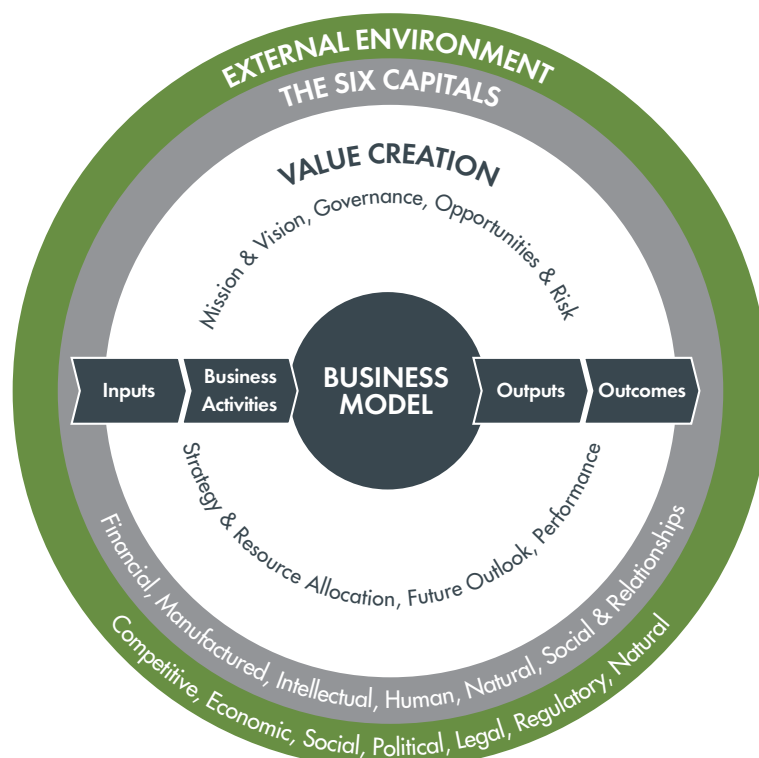 EXTERNAL ENVIRONMENT
THE SIX CAPITALS
VALUE CREATION
Mission & Vision, Governance, Opportunities & Risk
Inputs
Business
Activities
BUSINESS
MODEL
Outputs
Outcomes
Strategy & Resource Allocation, Future Outlook, Performance
Financial, Manufactured, Intellectual, Human, Natural, Social & Relationships
Competitive, Economic, Social, Political, Legal, Regulatory, Natural